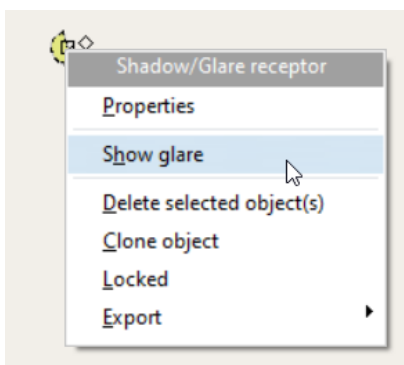 Shadow/Glare receptor
Properties
Show glare
Delete selected object(s)
Clone object
Locked
Export